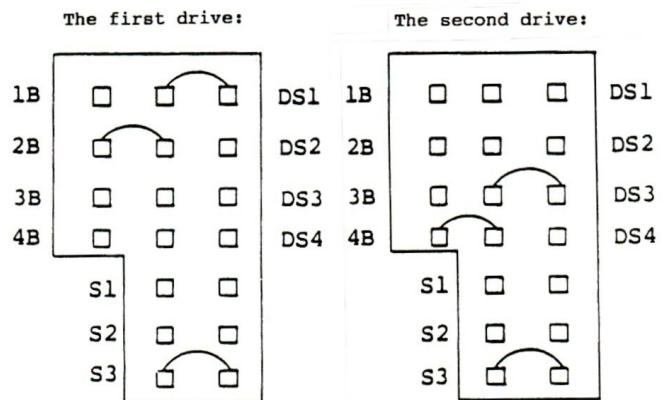 The first drive: The second drive:
1B DS1 1B DS1
2B DS2 2B DS2
3B DS3 3B DS3
4B DS4 4B DS4
S1 S1
S2 S2
S3 S3